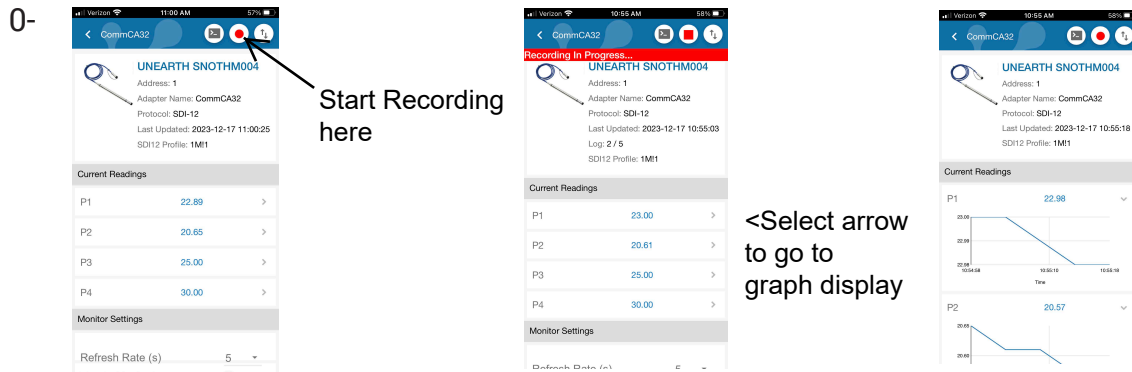 0-
Verizon 11:00 AM 57%
CommCA32
UNEARTH SNOTHM004
Address: 1
Adapter Name: CommCA32
Protocol: SDI-12
Last Updated: 2023-12-17 11:00:25
SDI12 Profile: 1M!1
Current Readings
P1 22.89
P2 20.65
P3 25.00
P4 30.00
Monitor Settings
Refresh Rate (s) 5
Start Recording
here
Verizon 10:55 AM 58%
CommCA32
Recording In Progress...
UNEARTH SNOTHM004
Address: 1
Adapter Name: CommCA32
Protocol: SDI-12
Last Updated: 2023-12-17 10:55:03
Log: 2 / 5
SDI12 Profile: 1M!1
Current Readings
P1 23.00
P2 20.61
P3 25.00
P4 30.00
Monitor Settings
Refresh Rate (s) 5
<Select arrow
to go to
graph display
Verizon 10:55 AM 58%
CommCA32
UNEARTH SNOTHM004
Address: 1
Adapter Name: CommCA32
Protocol: SDI-12
Last Updated: 2023-12-17 10:55:18
SDI12 Profile: 1M!1
Current Readings
P1 22.98
23.00
22.99
22.98
10:54:58 10:55:10 10:55:18
Time
P2 20.57
20.65
20.60